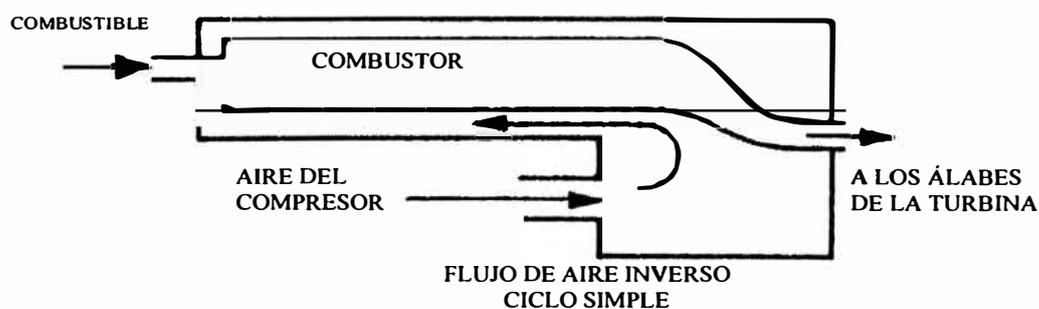 COMBUSTIBLE
COMBUSTOR
AIRE DEL
COMPRESOR
A LOS ÁLABES
DE LA TURBINA
FLUJO DE AIRE INVERSO
CICLO SIMPLE